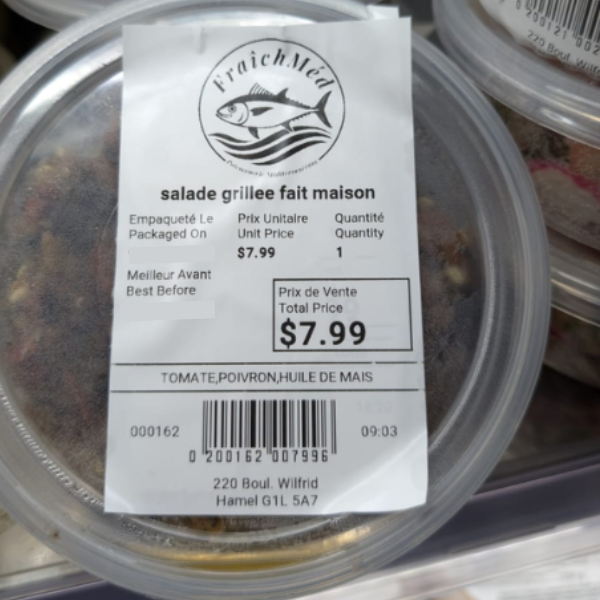 FraîchMéd
salade grillee fait maison
Empaqueté Le
Packaged On
Prix Unitaire
Unit Price
$7.99
Quantité
Quantity
1
Meilleur Avant
Best Before
Prix de Vente
Total Price
$7.99
TOMATE,POIVRON,HUILE DE MAIS
000162
09:03
0 200162 007996
220 Boul. Wilfrid
Hamel G1L 5A7
220 Boul.